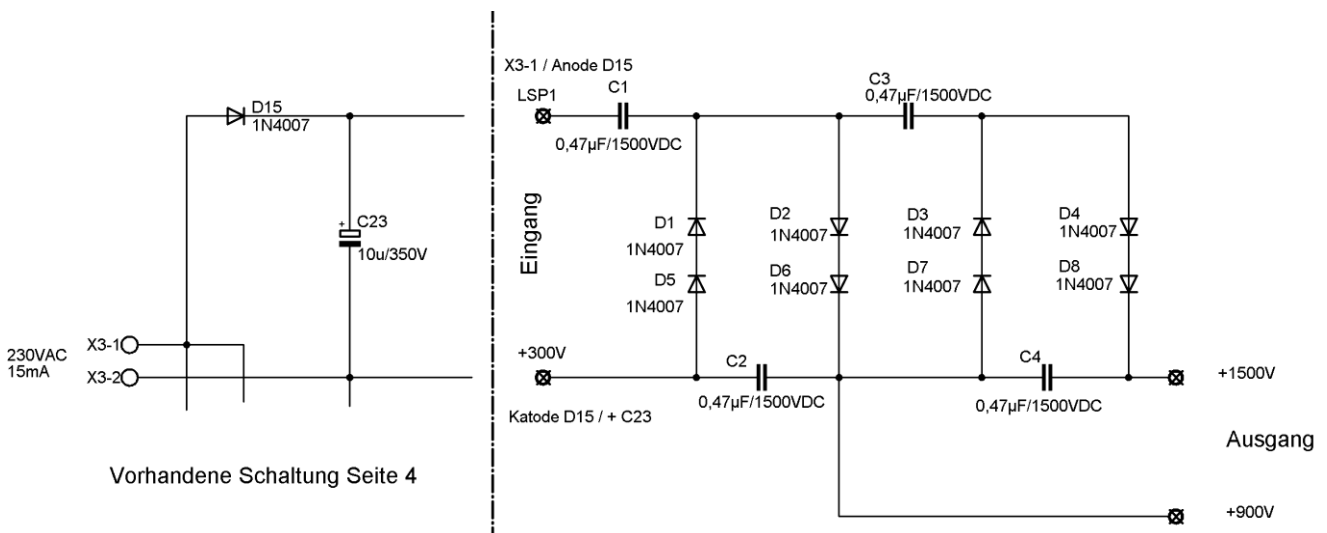 D15
1N4007
+
C23
10u/350V
230VAC
15mA
X3-1
X3-2
Vorhandene Schaltung Seite 4
X3-1 / Anode D15
LSP1
C1
0,47µF/1500VDC
C3
0,47µF/1500VDC
Eingang
D1
1N4007
D5
1N4007
D2
1N4007
D6
1N4007
D3
1N4007
D7
1N4007
D4
1N4007
D8
1N4007
+300V
Katode D15 / + C23
C2
0,47µF/1500VDC
C4
0,47µF/1500VDC
+1500V
Ausgang
+900V